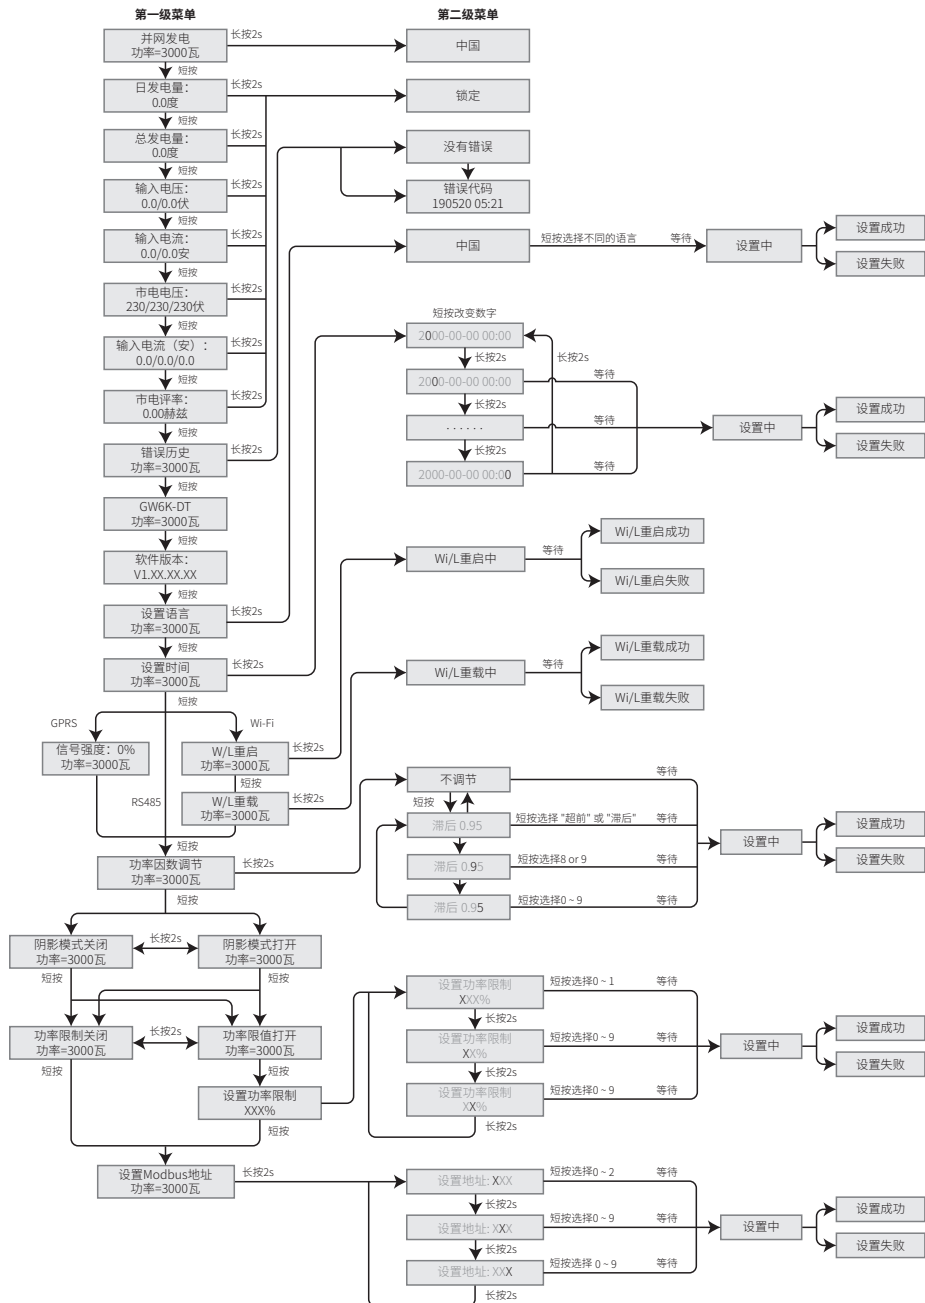 第一级菜单
第二级菜单
并网发电
功率=3000瓦
长按2s
中国
短按
日发电量：
0.0度
长按2s
锁定
短按
总发电量：
0.0度
长按2s
没有错误
短按
输入电压：
0.0/0.0伏
长按2s
错误代码
190520 05:21
短按
输入电流：
0.0/0.0安
长按2s
中国
短按选择不同的语言
等待
设置中
设置成功
设置失败
短按
市电电压：
230/230/230伏
长按2s
短按
输入电流（安）：
0.0/0.0/0.0
长按2s
短按
市电评率：
0.00赫兹
长按2s
短按
错误历史
功率=3000瓦
长按2s
短按改变数字
2000-00-00 00:00
长按2s
长按2s
2000-00-00 00:00
等待
长按2s
······
等待
长按2s
2000-00-00 00:00
等待
设置中
设置成功
设置失败
短按
GW6K-DT
功率=3000瓦
短按
软件版本：
V1.XX.XX.XX
短按
设置语言
功率=3000瓦
长按2s
短按
设置时间
功率=3000瓦
长按2s
短按
Wi/L重启中
等待
Wi/L重启成功
Wi/L重启失败
Wi/L重载中
等待
Wi/L重载成功
Wi/L重载失败
GPRS
Wi-Fi
信号强度：0%
功率=3000瓦
W/L重启
功率=3000瓦
长按2s
短按
RS485
W/L重载
功率=3000瓦
长按2s
短按
功率因数调节
功率=3000瓦
长按2s
短按
不调节
等待
短按
滞后 0.95
短按选择 "超前" 或 "滞后"
等待
滞后 0.95
短按选择8 or 9
等待
滞后 0.95
短按选择0 ~ 9
等待
设置中
设置成功
设置失败
阴影模式关闭
功率=3000瓦
长按2s
阴影模式打开
功率=3000瓦
短按
短按
功率限制关闭
功率=3000瓦
长按2s
功率限值打开
功率=3000瓦
短按
短按
设置功率限制
XXX%
短按
设置功率限制
XXX%
短按选择0 ~ 1
等待
长按2s
设置功率限制
XX%
短按选择0 ~ 9
等待
长按2s
设置功率限制
XX%
短按选择0 ~ 9
等待
长按2s
设置中
设置成功
设置失败
设置Modbus地址
功率=3000瓦
长按2s
设置地址: XXX
短按选择0 ~ 2
等待
长按2s
设置地址: XXX
短按选择0 ~ 9
等待
长按2s
设置地址: XXX
短按选择 0 ~ 9
等待
长按2s
设置中
设置成功
设置失败